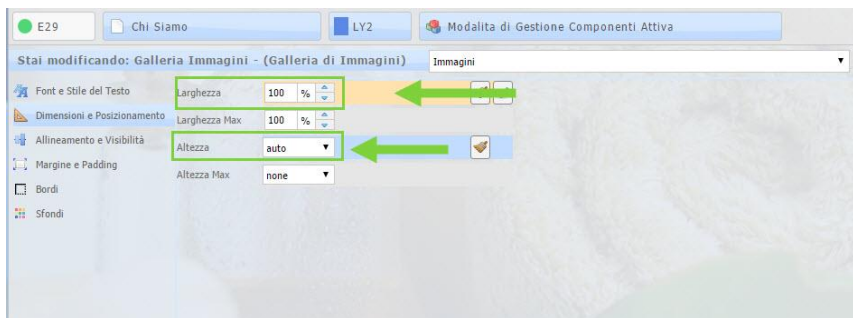 E29 Chi Siamo LY2 Modalita di Gestione Componenti Attiva
Stai modificando: Galleria Immagini - (Galleria di Immagini) Immagini
Font e Stile del Testo Larghezza 100 %
Dimensioni e Posizionamento Larghezza Max 100 %
Allineamento e Visibilità Altezza auto
Margine e Padding Altezza Max none
Bordi
Sfondi